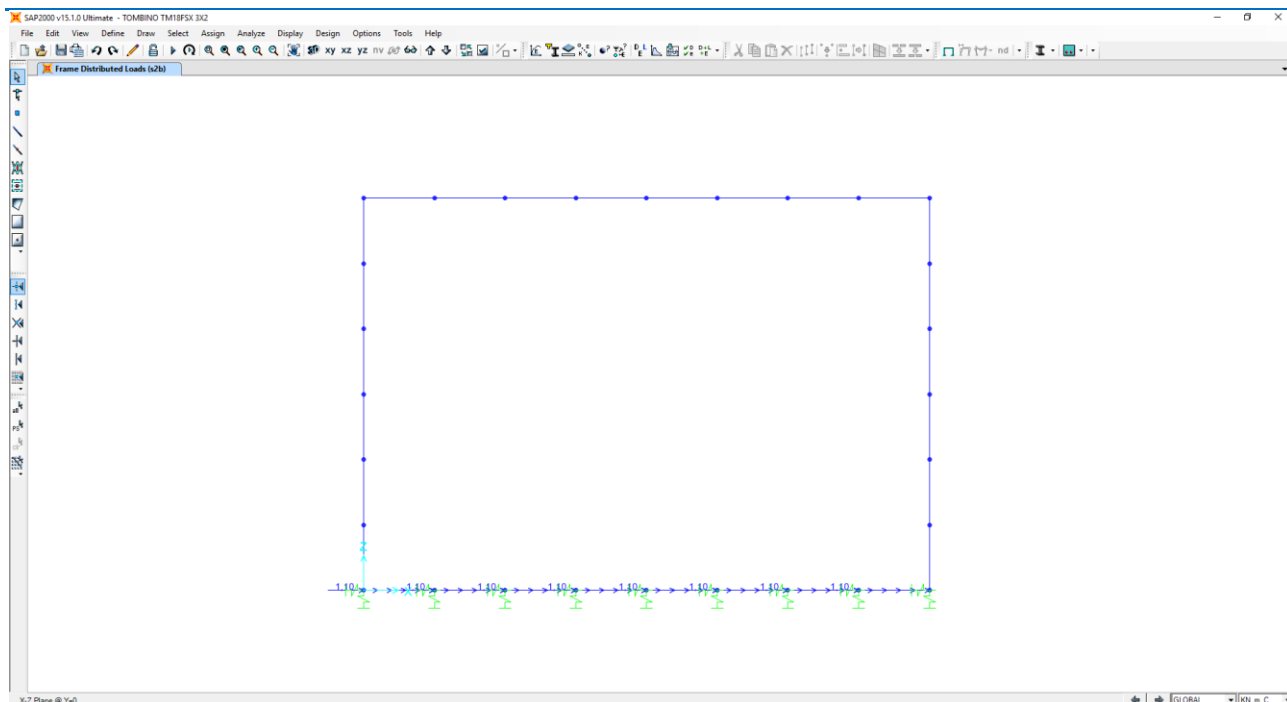 SAP2000 v15.1.0 Ultimate - TOMBINO TM18FSX 3X2
File Edit View Define Draw Select Assign Analyze Display Design Options Tools Help
xy xz yz nv nd
Frame Distributed Loads (s2b)
Z
1.10 1.10 1.10 1.10 1.10 1.10 1.10 1.10
X
X-Z Plane @ Y=0 GLOBAL KN, m, C